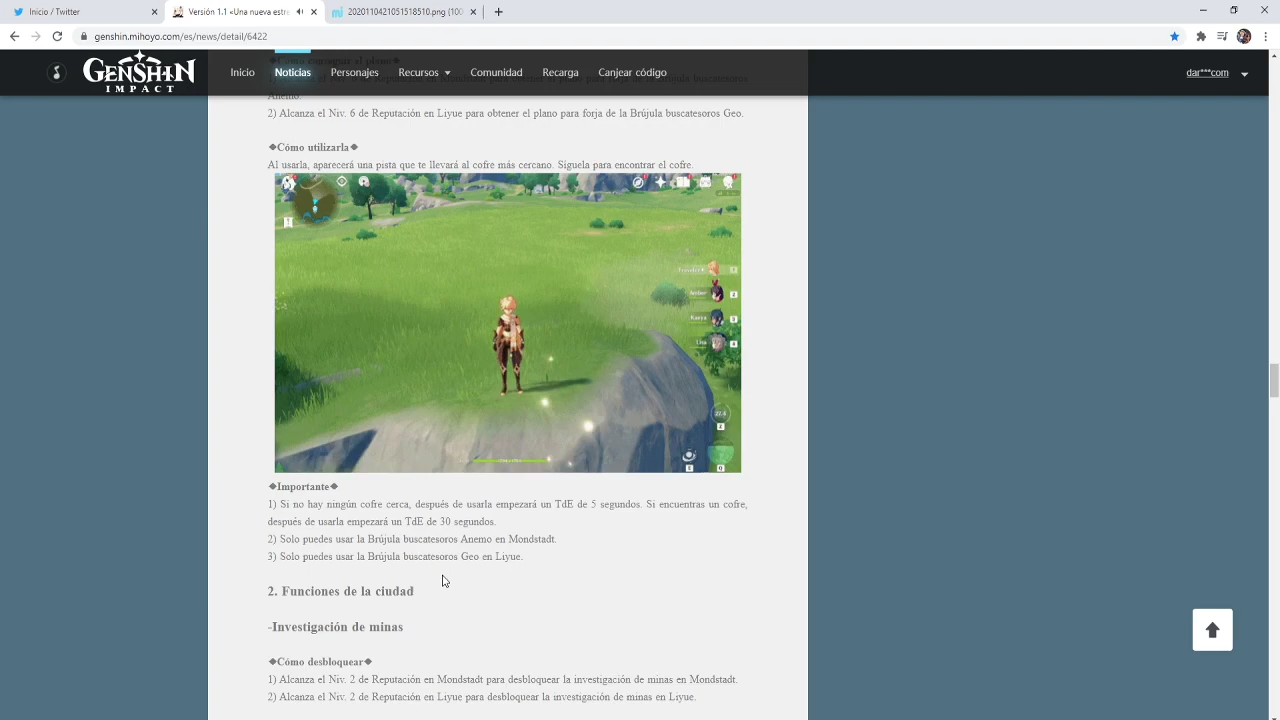 Inicio / Twitter
Versión 1.1 «Una nueva estre
2020110421051518510.png (100
genshin.mihoyo.com/es/news/detail/6422
GENSHIN
IMPACT
Inicio
Noticias
Personajes
Recursos
Comunidad
Recarga
Canjear código
dar***com
Anemo.
2) Alcanza el Niv. 6 de Reputación en Liyue para obtener el plano para forja de la Brújula buscatesoros Geo.
◆Cómo utilizarla◆
Al usarla, aparecerá una pista que te llevará al cofre más cercano. Síguela para encontrar el cofre.
Traveler
Amber
Kaeya
Lisa
27.6
E
Q
◆Importante◆
1) Si no hay ningún cofre cerca, después de usarla empezará un TdE de 5 segundos. Si encuentras un cofre,
después de usarla empezará un TdE de 30 segundos.
2) Solo puedes usar la Brújula buscatesoros Anemo en Mondstadt.
3) Solo puedes usar la Brújula buscatesoros Geo en Liyue.
2. Funciones de la ciudad
-Investigación de minas
◆Cómo desbloquear◆
1) Alcanza el Niv. 2 de Reputación en Mondstadt para desbloquear la investigación de minas en Mondstadt.
2) Alcanza el Niv. 2 de Reputación en Liyue para desbloquear la investigación de minas en Liyue.